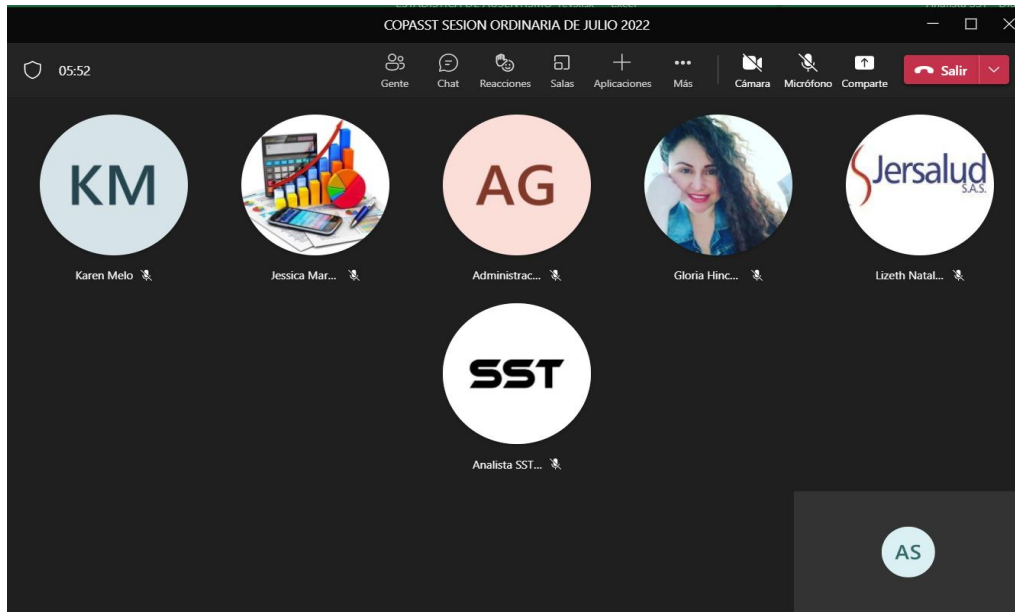 COPASST SESION ORDINARIA DE JULIO 2022
05:52
Gente
Chat
Reacciones
Salas
Aplicaciones
Más
Cámara
Micrófono
Comparte
Salir
KM
AG
Jersalud
S.A.S.
Karen Melo
Jessica Mar...
Administrac...
Gloria Hinc...
Lizeth Natal...
SST
Analista SST...
AS